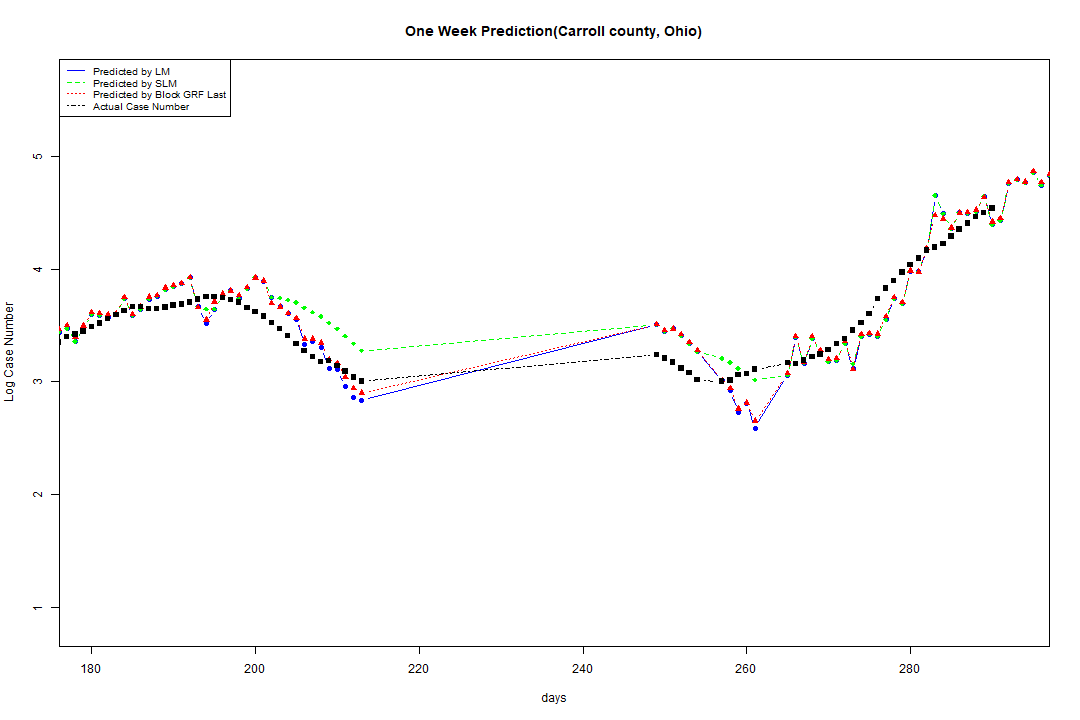 One Week Prediction(Carroll county, Ohio)
Predicted by LM
Predicted by SLM
Predicted by Block GRF Last
Actual Case Number
5
4
3
2
1
Log Case Number
180 200 220 240 260 280
days